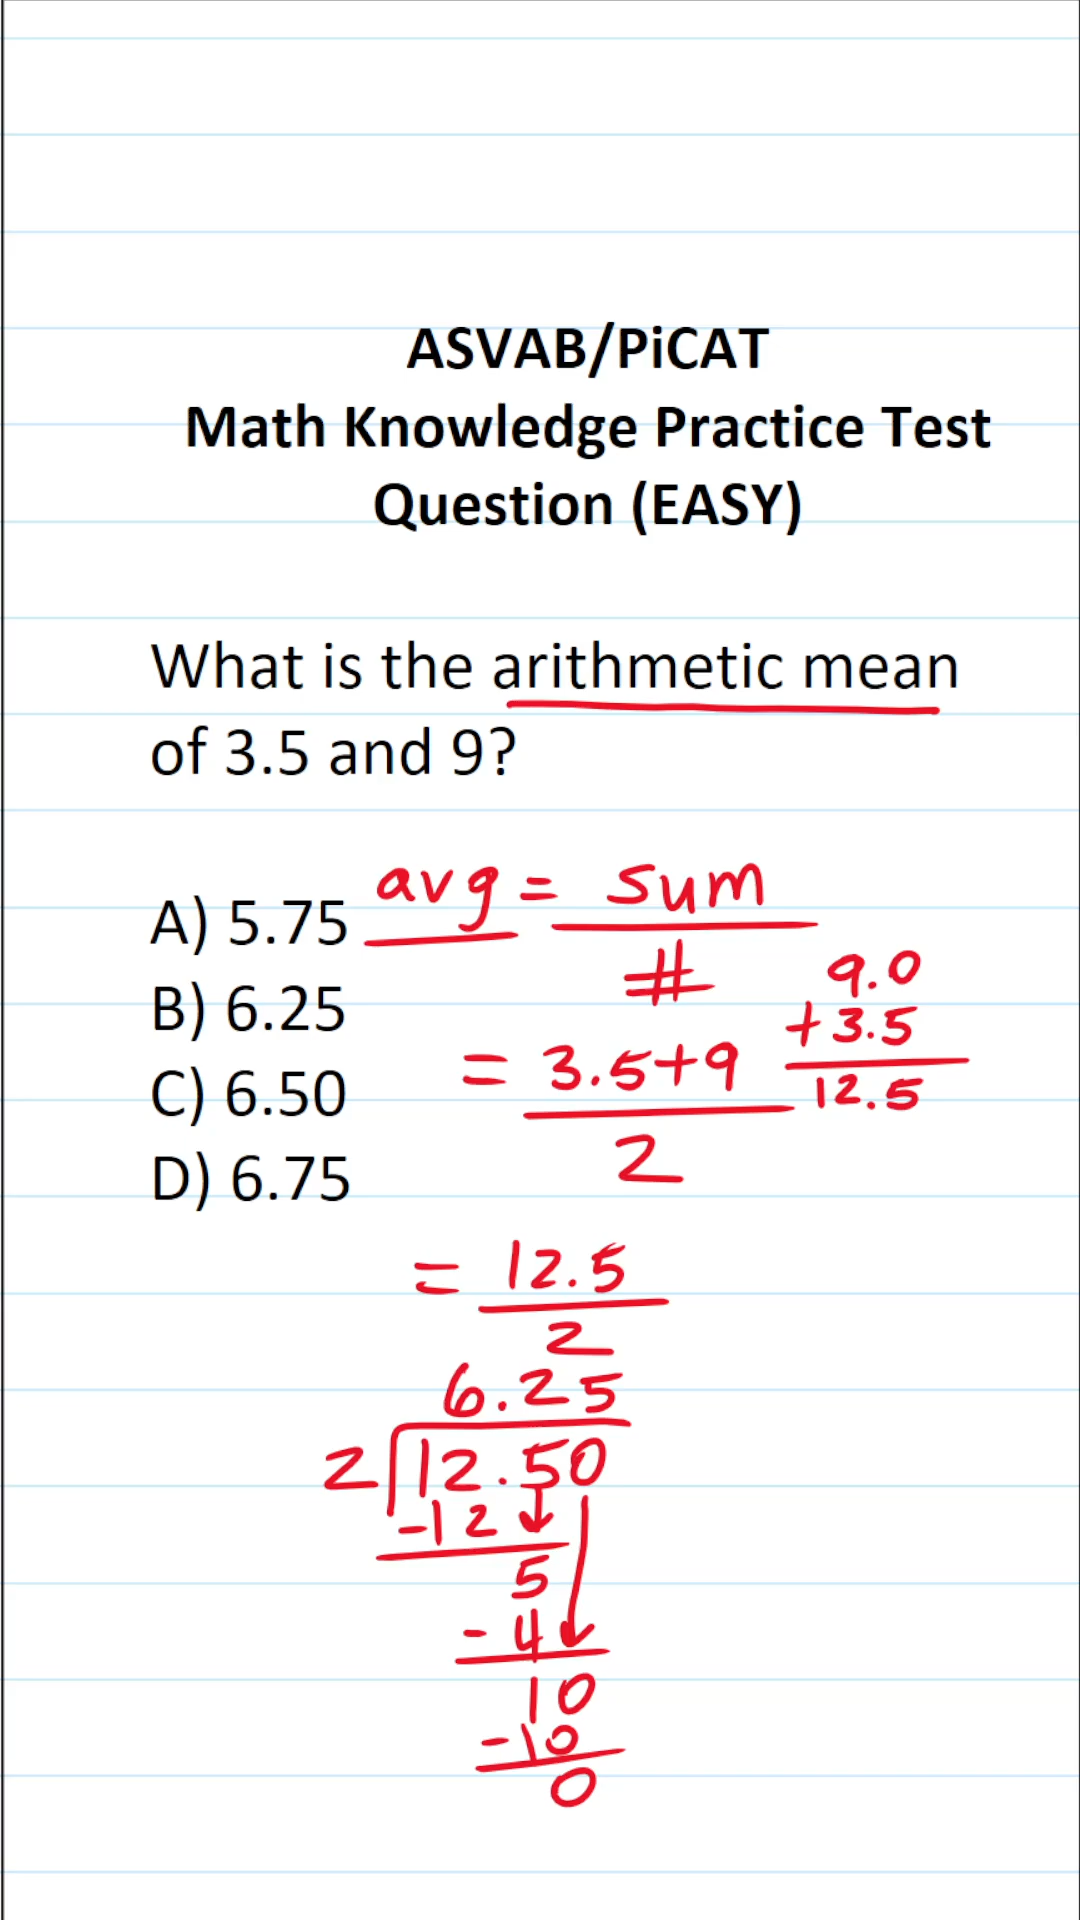 ASVAB/PiCAT
Math Knowledge Practice Test
Question (EASY)
What is the arithmetic mean
of 3.5 and 9?
A) 5.75
B) 6.25
C) 6.50
D) 6.75
avg = sum
#
= 3.5+9
2
9.0
+3.5
12.5
= 12.5
2
6.25
2 12.50
-12
5
-4
10
-10
0